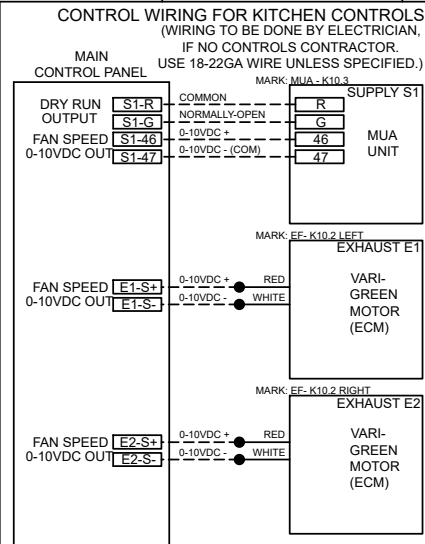 CONTROL WIRING FOR KITCHEN CONTROLS
(WIRING TO BE DONE BY ELECTRICIAN,
IF NO CONTROLS CONTRACTOR.
USE 18-22GA WIRE UNLESS SPECIFIED.)
MAIN
CONTROL PANEL
MARK: MUA - K10.3
SUPPLY S1
DRY RUN
OUTPUT
S1-R
COMMON
R
S1-G
NORMALLY-OPEN
G
FAN SPEED
0-10VDC OUT
S1-46
0-10VDC +
46
S1-47
0-10VDC - (COM)
47
MUA
UNIT
MARK: EF- K10.2 LEFT
EXHAUST E1
FAN SPEED
0-10VDC OUT
E1-S+
0-10VDC +
RED
E1-S-
0-10VDC -
WHITE
VARI-
GREEN
MOTOR
(ECM)
MARK: EF- K10.2 RIGHT
EXHAUST E2
FAN SPEED
0-10VDC OUT
E2-S+
0-10VDC +
RED
E2-S-
0-10VDC -
WHITE
VARI-
GREEN
MOTOR
(ECM)